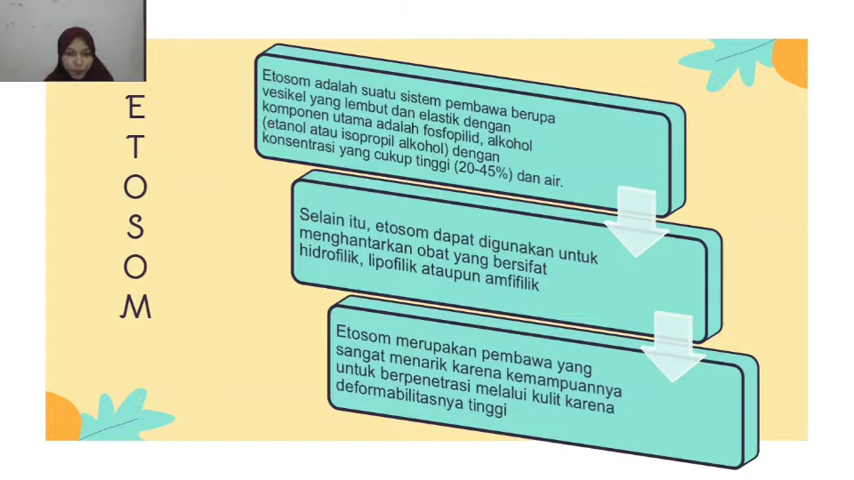 ETOSOM
Etosom adalah suatu sistem pembawa berupa
vesikel yang lembut dan elastik dengan
komponen utama adalah fosfopilid, alkohol
(etanol atau isopropil alkohol) dengan
konsentrasi yang cukup tinggi (20-45%) dan air.
Selain itu, etosom dapat digunakan untuk
menghantarkan obat yang bersifat
hidrofilik, lipofilik ataupun amfifilik
Etosom merupakan pembawa yang
sangat menarik karena kemampuannya
untuk berpenetrasi melalui kulit karena
deformabilitasnya tinggi